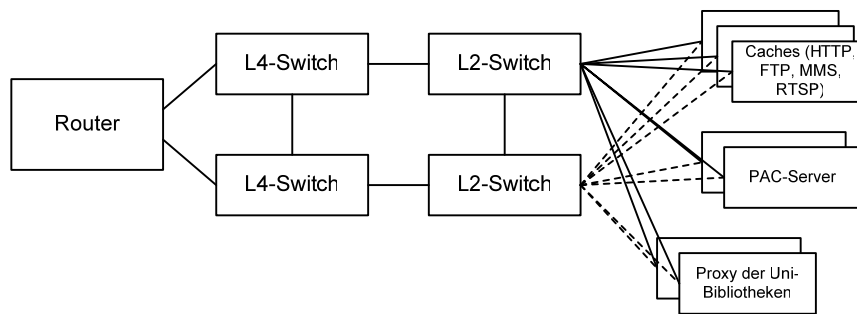 L4-Switch
L2-Switch
Caches (HTTP,
FTP, MMS,
RTSP)
Router
L4-Switch
L2-Switch
PAC-Server
Proxy der Uni-
Bibliotheken